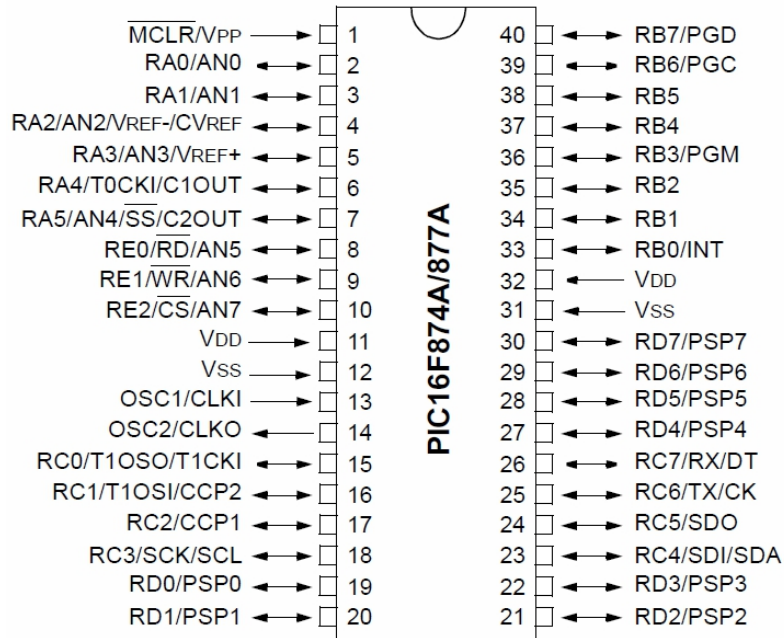 MCLR/VPP 1 40 RB7/PGD
RA0/AN0 2 39 RB6/PGC
RA1/AN1 3 38 RB5
RA2/AN2/VREF-/CVREF 4 37 RB4
RA3/AN3/VREF+ 5 36 RB3/PGM
RA4/T0CKI/C1OUT 6 35 RB2
RA5/AN4/SS/C2OUT 7 34 RB1
RE0/RD/AN5 8 33 RB0/INT
RE1/WR/AN6 9 32 VDD
RE2/CS/AN7 10 31 VSS
VDD 11 30 RD7/PSP7
VSS 12 29 RD6/PSP6
OSC1/CLKI 13 28 RD5/PSP5
OSC2/CLKO 14 27 RD4/PSP4
RC0/T1OSO/T1CKI 15 26 RC7/RX/DT
RC1/T1OSI/CCP2 16 25 RC6/TX/CK
RC2/CCP1 17 24 RC5/SDO
RC3/SCK/SCL 18 23 RC4/SDI/SDA
RD0/PSP0 19 22 RD3/PSP3
RD1/PSP1 20 21 RD2/PSP2
PIC16F874A/877A